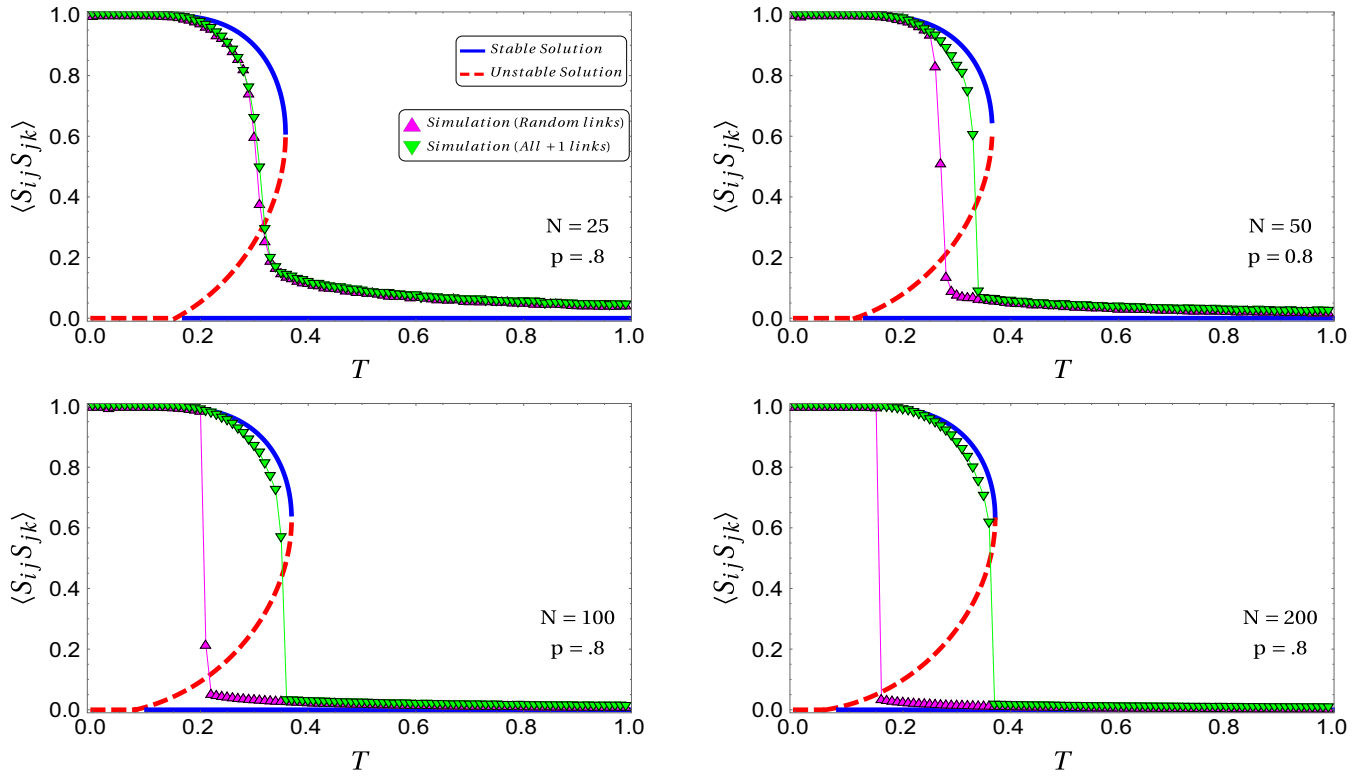 1.0
0.8
0.6
0.4
0.2
0.0
⟨S_{ij}S_{jk}⟩
Stable Solution
Unstable Solution
Simulation (Random links)
Simulation (All +1 links)
N = 25
p = .8
0.0 0.2 0.4 0.6 0.8 1.0
T
1.0
0.8
0.6
0.4
0.2
0.0
⟨S_{ij}S_{jk}⟩
N = 50
p = 0.8
0.0 0.2 0.4 0.6 0.8 1.0
T
1.0
0.8
0.6
0.4
0.2
0.0
⟨S_{ij}S_{jk}⟩
N = 100
p = .8
0.0 0.2 0.4 0.6 0.8 1.0
T
1.0
0.8
0.6
0.4
0.2
0.0
⟨S_{ij}S_{jk}⟩
N = 200
p = .8
0.0 0.2 0.4 0.6 0.8 1.0
T